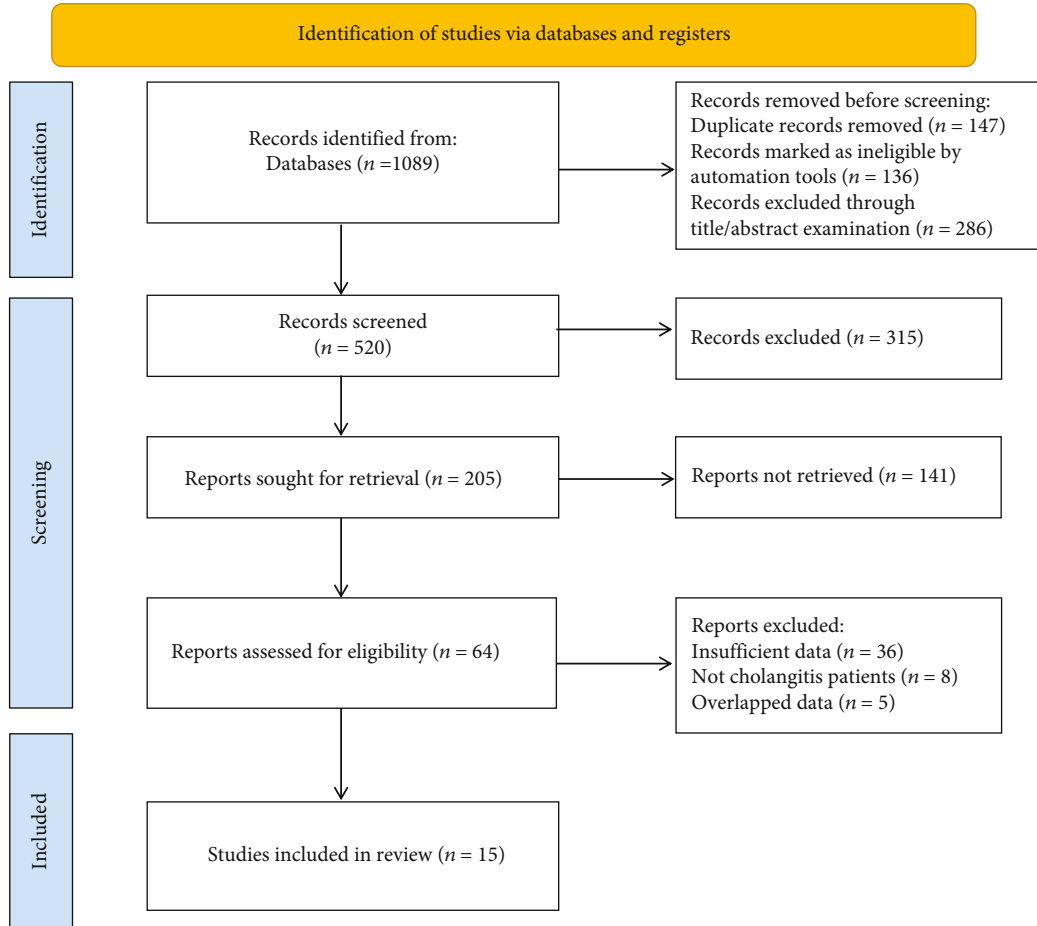 Identification of studies via databases and registers
Identification
Records identified from:
Databases (n =1089)
Records removed before screening:
Duplicate records removed (n = 147)
Records marked as ineligible by
automation tools (n = 136)
Records excluded through
title/abstract examination (n = 286)
Screening
Records screened
(n = 520)
Records excluded (n = 315)
Reports sought for retrieval (n = 205)
Reports not retrieved (n = 141)
Reports assessed for eligibility (n = 64)
Reports excluded:
Insufficient data (n = 36)
Not cholangitis patients (n = 8)
Overlapped data (n = 5)
Included
Studies included in review (n = 15)